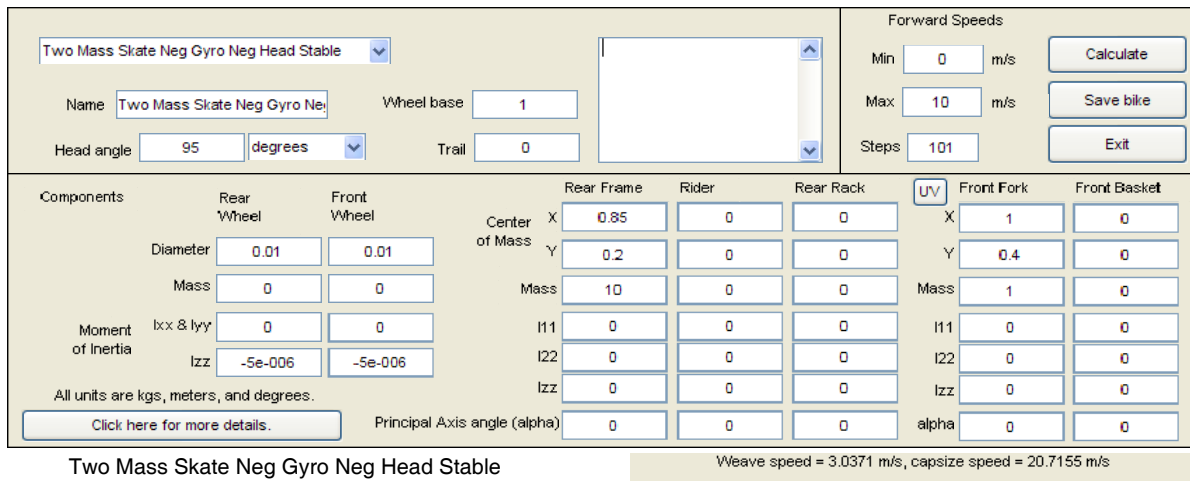 Two Mass Skate Neg Gyro Neg Head Stable
Name Two Mass Skate Neg Gyro Ne
Wheel base 1
Head angle 95 degrees
Trail 0
Forward Speeds
Min 0 m/s Calculate
Max 10 m/s Save bike
Steps 101 Exit
Components Rear Wheel Front Wheel
Diameter 0.01 0.01
Mass 0 0
Moment of Inertia
Ixx & Iyy 0 0
Izz -5e-006 -5e-006
All units are kgs, meters, and degrees.
Click here for more details.
Rear Frame Rider Rear Rack UV Front Fork Front Basket
Center of Mass
X 0.85 0 0 X 1 0
Y 0.2 0 0 Y 0.4 0
Mass 10 0 0 Mass 1 0
I11 0 0 0 I11 0 0
I22 0 0 0 I22 0 0
Izz 0 0 0 Izz 0 0
Principal Axis angle (alpha) 0 0 0 alpha 0 0
Two Mass Skate Neg Gyro Neg Head Stable
Weave speed = 3.0371 m/s, capsize speed = 20.7155 m/s